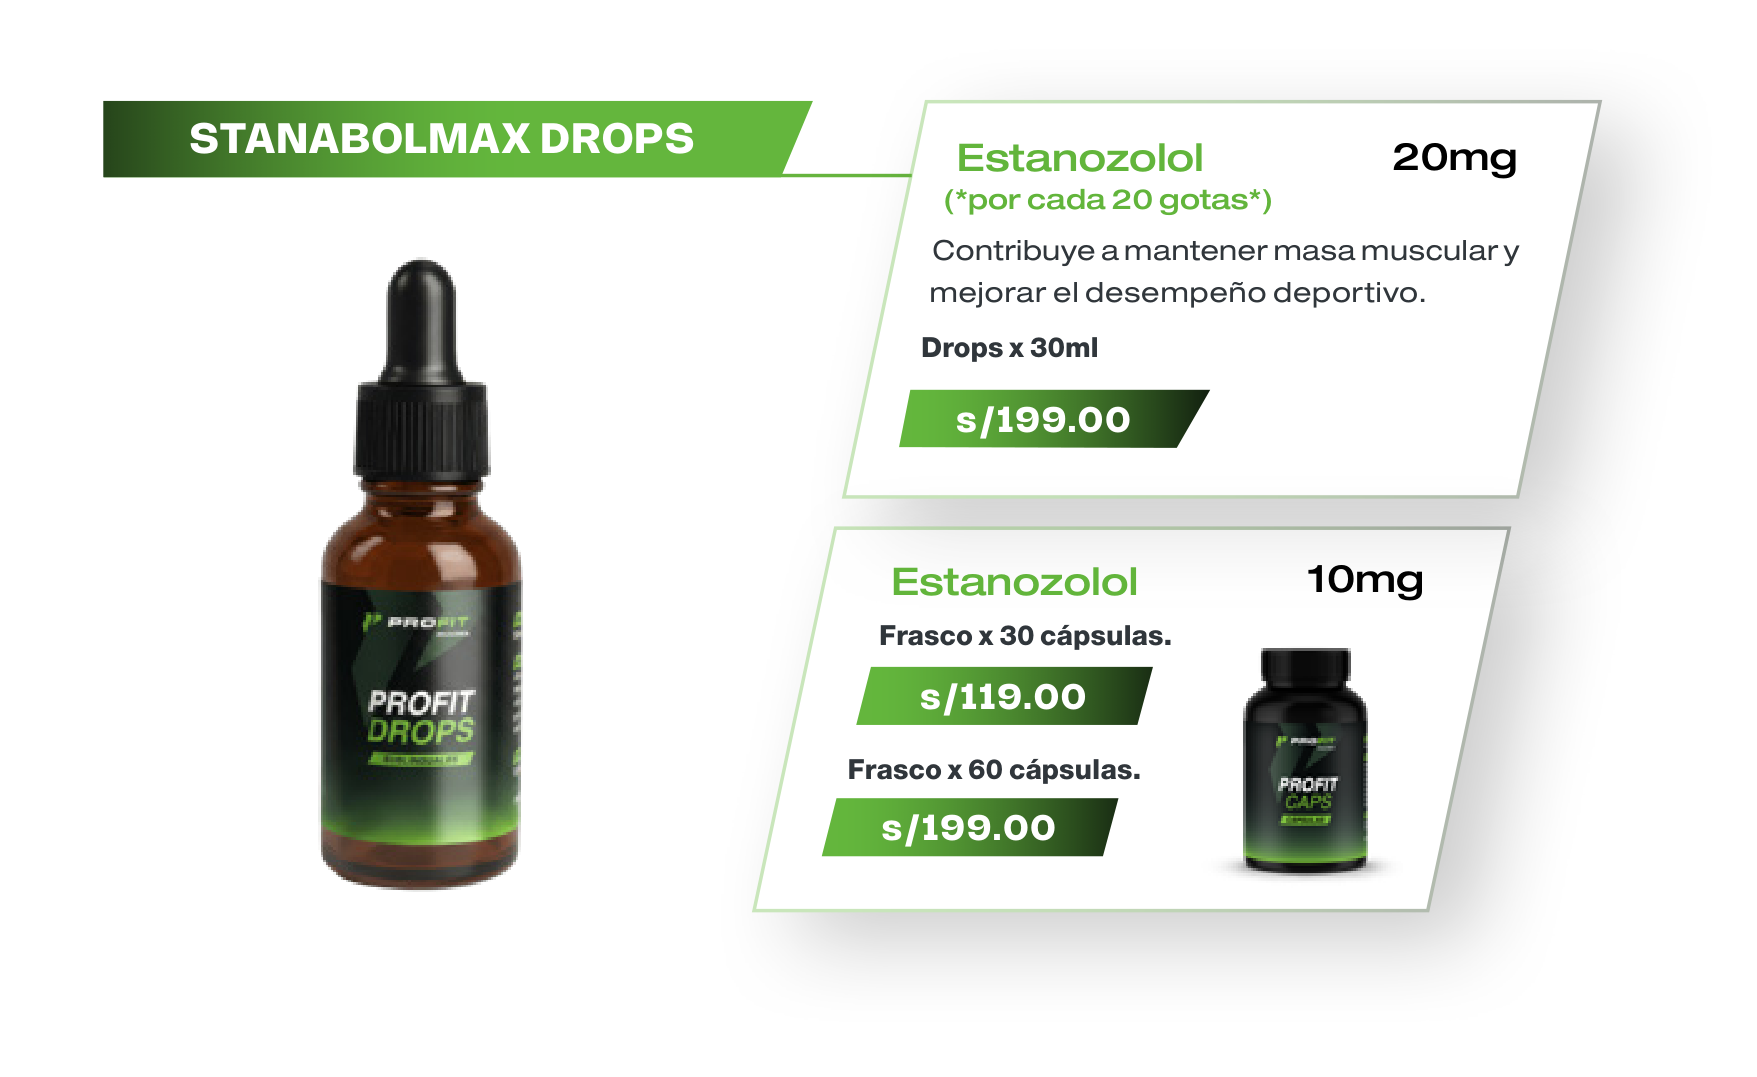 STANABOLMAX DROPS
Estanozolol 20mg
(*por cada 20 gotas*)
Contribuye a mantener masa muscular y
mejorar el desempeño deportivo.
Drops x 30ml
s/199.00
PROFIT
PROFIT
DROPS
Estanozolol 10mg
Frasco x 30 cápsulas.
s/119.00
Frasco x 60 cápsulas.
s/199.00
PROFIT
PROFIT
CAPS